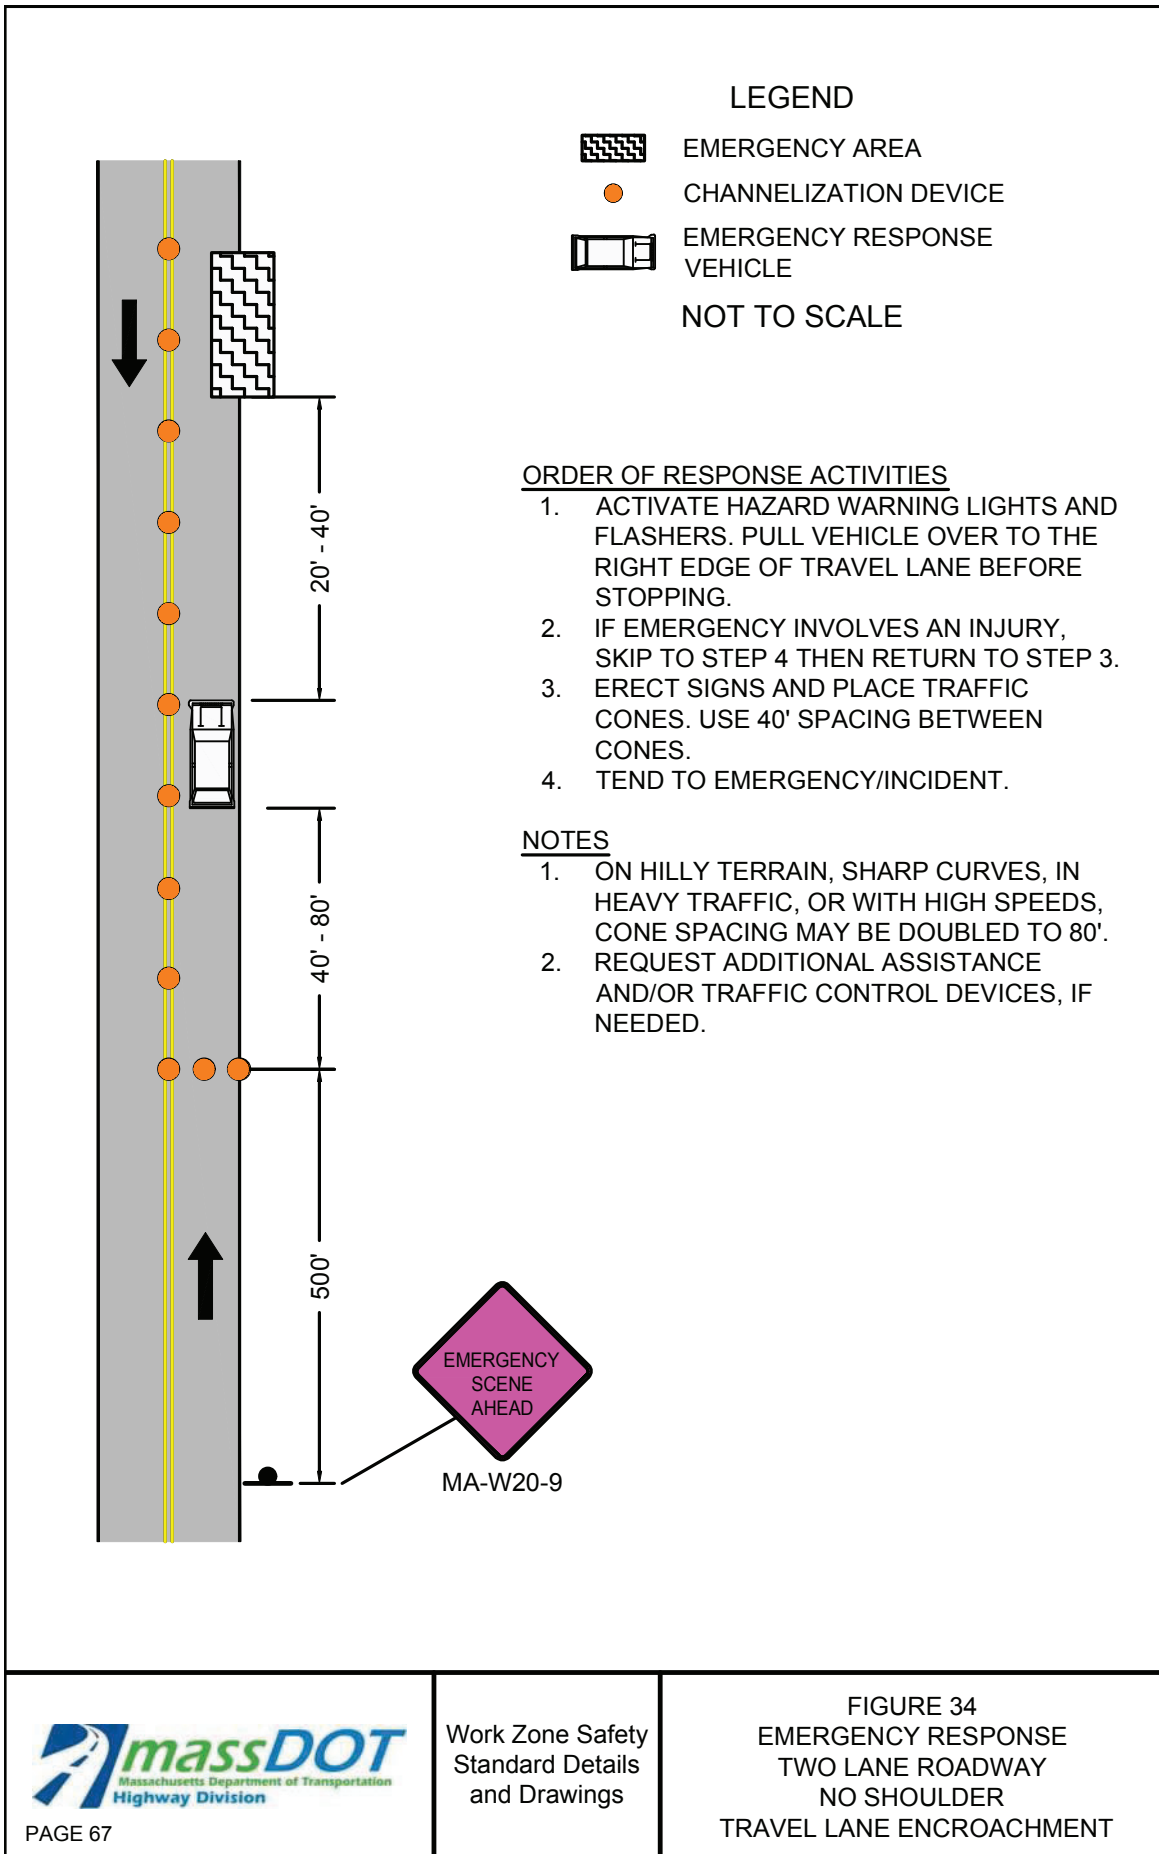 LEGEND
EMERGENCY AREA
CHANNELIZATION DEVICE
EMERGENCY RESPONSE
VEHICLE
NOT TO SCALE
20' - 40'
40' - 80'
500'
ORDER OF RESPONSE ACTIVITIES
1. ACTIVATE HAZARD WARNING LIGHTS AND
FLASHERS. PULL VEHICLE OVER TO THE
RIGHT EDGE OF TRAVEL LANE BEFORE
STOPPING.
2. IF EMERGENCY INVOLVES AN INJURY,
SKIP TO STEP 4 THEN RETURN TO STEP 3.
3. ERECT SIGNS AND PLACE TRAFFIC
CONES. USE 40' SPACING BETWEEN
CONES.
4. TEND TO EMERGENCY/INCIDENT.
NOTES
1. ON HILLY TERRAIN, SHARP CURVES, IN
HEAVY TRAFFIC, OR WITH HIGH SPEEDS,
CONE SPACING MAY BE DOUBLED TO 80'.
2. REQUEST ADDITIONAL ASSISTANCE
AND/OR TRAFFIC CONTROL DEVICES, IF
NEEDED.
EMERGENCY
SCENE
AHEAD
MA-W20-9
massDOT
Massachusetts Department of Transportation
Highway Division
PAGE 67
Work Zone Safety
Standard Details
and Drawings
FIGURE 34
EMERGENCY RESPONSE
TWO LANE ROADWAY
NO SHOULDER
TRAVEL LANE ENCROACHMENT